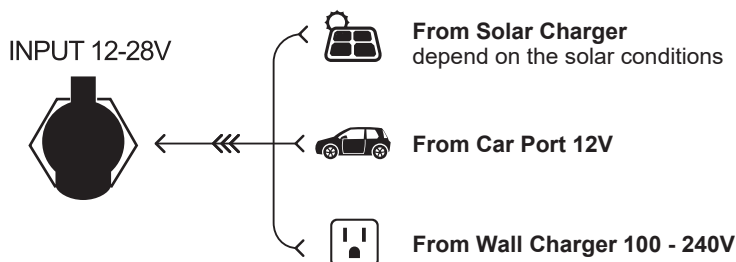 INPUT 12-28V
From Solar Charger
depend on the solar conditions
From Car Port 12V
From Wall Charger 100 - 240V